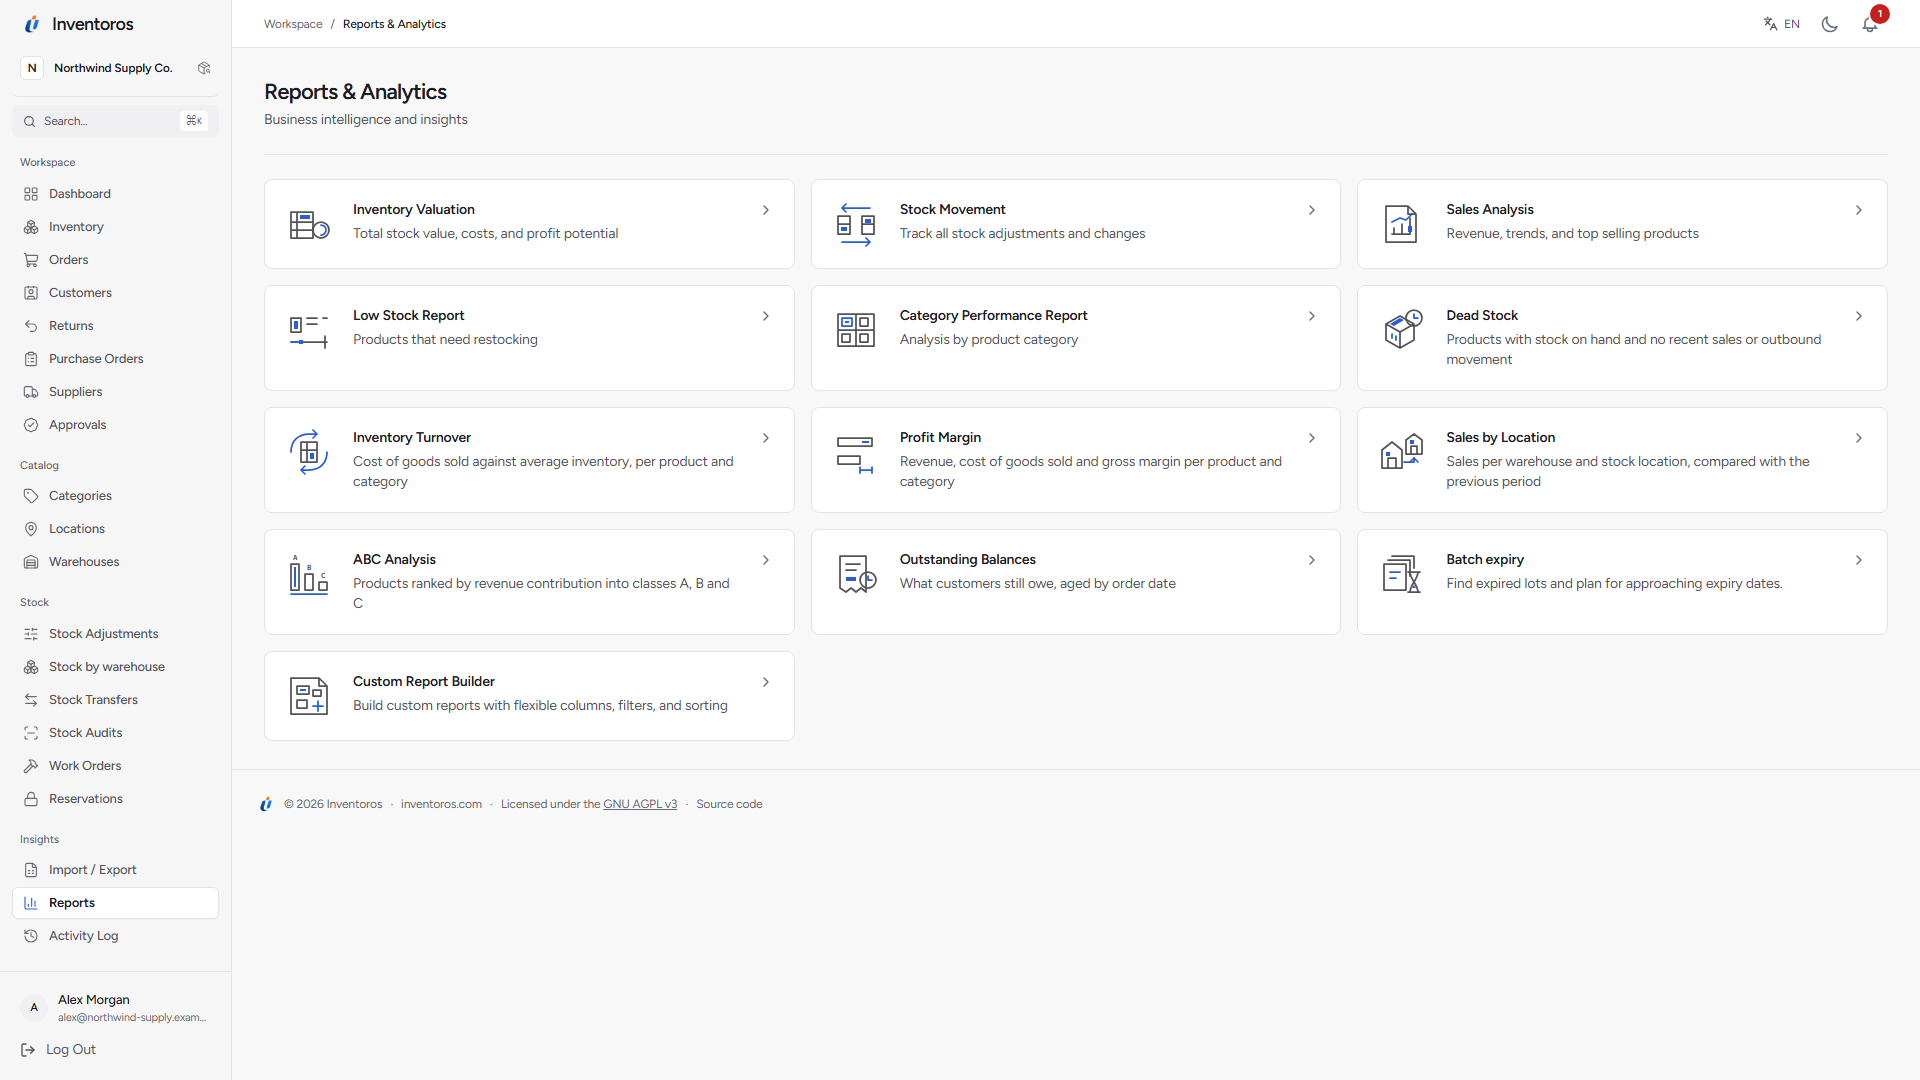 Inventoros
N Northwind Supply Co.
Search... ⌘K
Workspace
Dashboard
Inventory
Orders
Customers
Returns
Purchase Orders
Suppliers
Approvals
Catalog
Categories
Locations
Warehouses
Stock
Stock Adjustments
Stock by warehouse
Stock Transfers
Stock Audits
Work Orders
Reservations
Insights
Import / Export
Reports
Activity Log
A Alex Morgan
alex@northwind-supply.exam...
Log Out
Workspace / Reports & Analytics
EN
1
Reports & Analytics
Business intelligence and insights
Inventory Valuation
Total stock value, costs, and profit potential
Stock Movement
Track all stock adjustments and changes
Sales Analysis
Revenue, trends, and top selling products
Low Stock Report
Products that need restocking
Category Performance Report
Analysis by product category
Dead Stock
Products with stock on hand and no recent sales or outbound
movement
Inventory Turnover
Cost of goods sold against average inventory, per product and
category
Profit Margin
Revenue, cost of goods sold and gross margin per product and
category
Sales by Location
Sales per warehouse and stock location, compared with the
previous period
A B C
ABC Analysis
Products ranked by revenue contribution into classes A, B and
C
Outstanding Balances
What customers still owe, aged by order date
Batch expiry
Find expired lots and plan for approaching expiry dates.
Custom Report Builder
Build custom reports with flexible columns, filters, and sorting
© 2026 Inventoros · inventoros.com · Licensed under the GNU AGPL v3 · Source code